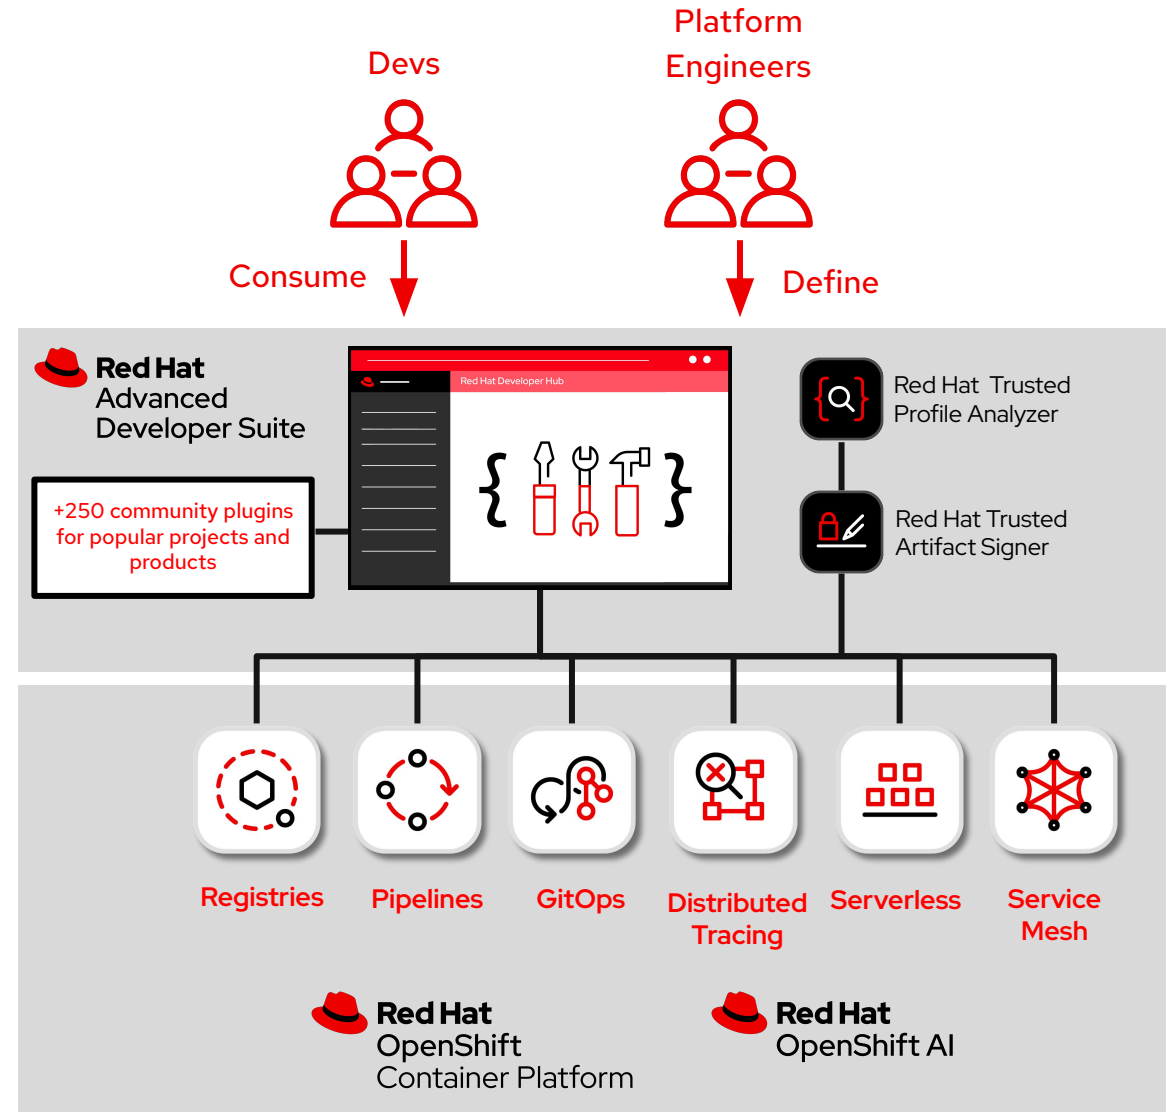 Devs
Platform
Engineers
Consume
Define
Red Hat
Advanced
Developer Suite
Red Hat Developer Hub
Red Hat Trusted
Profile Analyzer
+250 community plugins
for popular projects and
products
Red Hat Trusted
Artifact Signer
Registries
Pipelines
GitOps
Distributed
Tracing
Serverless
Service
Mesh
Red Hat
OpenShift
Container Platform
Red Hat
OpenShift AI